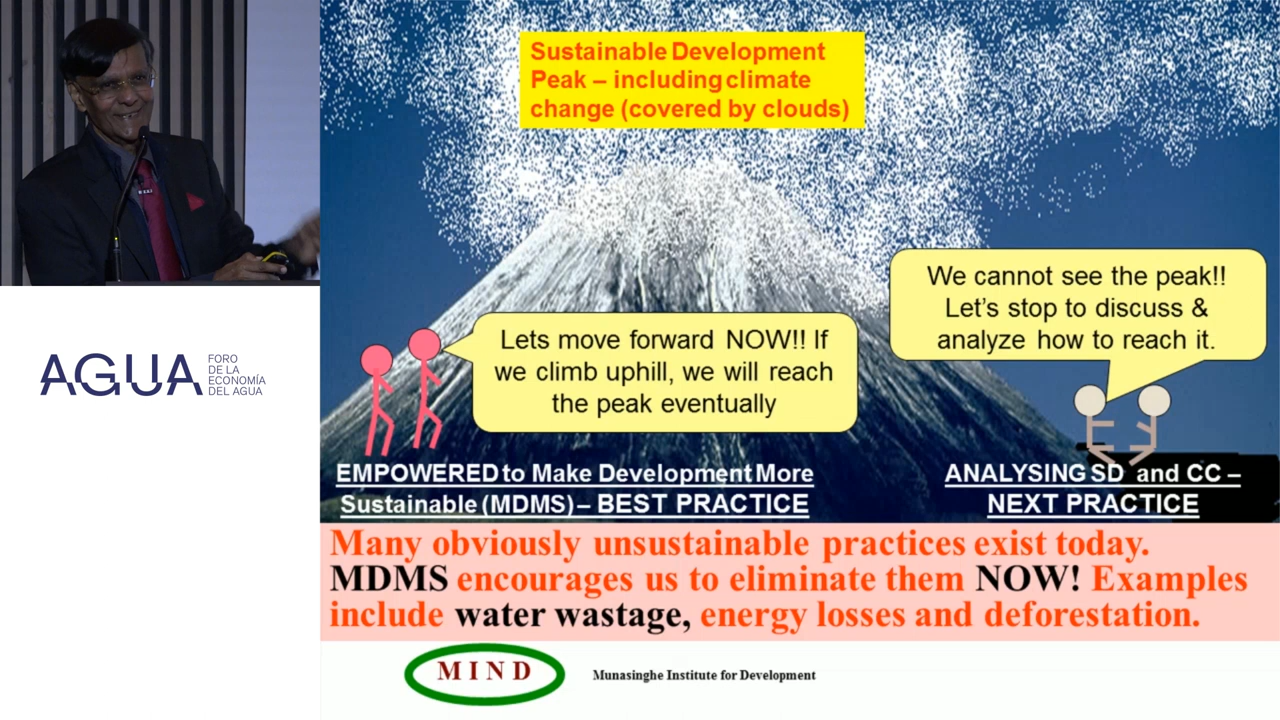 Sustainable Development
Peak – including climate
change (covered by clouds)
We cannot see the peak!!
Let's stop to discuss &
analyze how to reach it.
Lets move forward NOW!! If
we climb uphill, we will reach
the peak eventually
EMPOWERED to Make Development More
Sustainable (MDMS) – BEST PRACTICE
ANALYSING SD and CC –
NEXT PRACTICE
Many obviously unsustainable practices exist today.
MDMS encourages us to eliminate them NOW! Examples
include water wastage, energy losses and deforestation.
M I N D
Munasinghe Institute for Development
AGUA
FORO
DE LA
ECONOMÍA
DEL AGUA